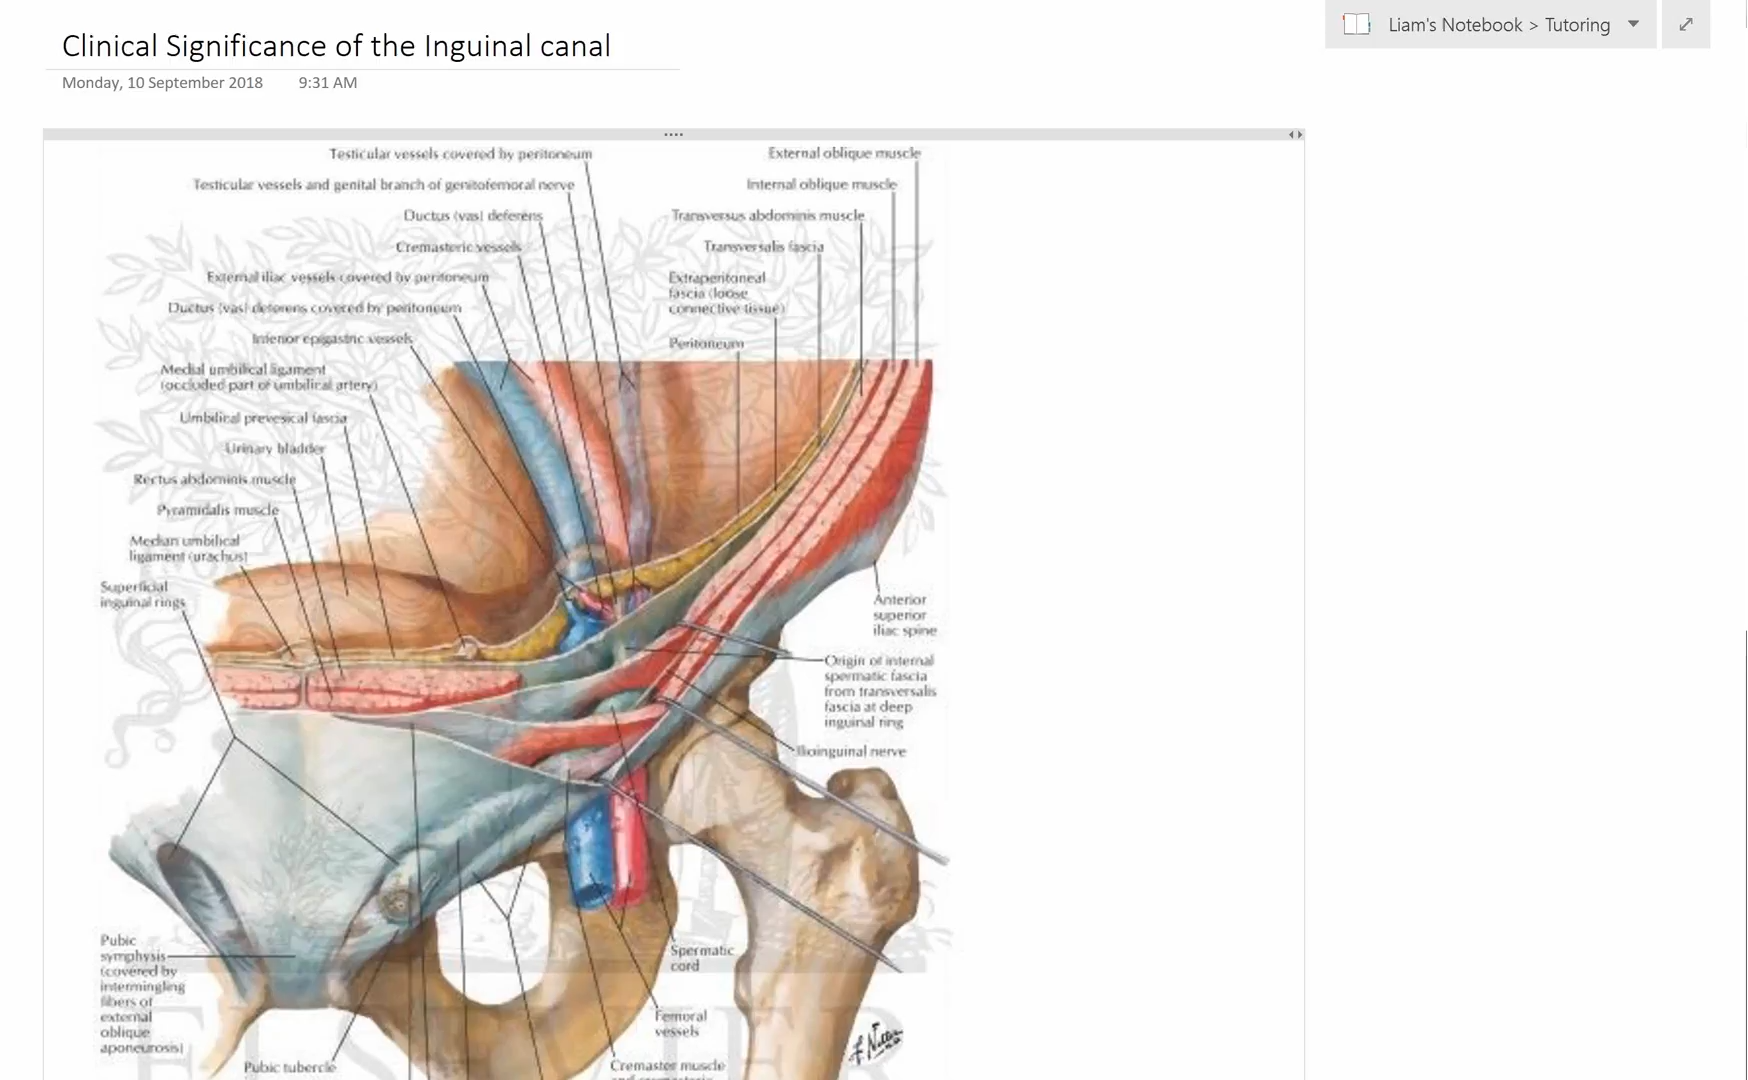 Clinical Significance of the Inguinal canal
Monday, 10 September 2018 9:31 AM
Liam's Notebook > Tutoring
Testicular vessels covered by peritoneum
Testicular vessels and genital branch of genitofemoral nerve
Ductus (vas) deferens
Cremasteric vessels
External iliac vessels covered by peritoneum
Ductus (vas) deferens covered by peritoneum
Inferior epigastric vessels
Medial umbilical ligament
(occluded part of umbilical artery)
Umbilical prevesical fascia
Urinary bladder
Rectus abdominis muscle
Pyramidalis muscle
Median umbilical
ligament (urachus)
Superficial
inguinal rings
External oblique muscle
Internal oblique muscle
Transversus abdominis muscle
Transversalis fascia
Extraperitoneal
fascia (loose
connective tissue)
Peritoneum
Anterior
superior
iliac spine
Origin of internal
spermatic fascia
from transversalis
fascia at deep
inguinal ring
Ilioinguinal nerve
Pubic
symphysis
(covered by
intermingling
fibers of
external
oblique
aponeurosis)
Pubic tubercle
Spermatic
cord
Femoral
vessels
Cremaster muscle
ELSEVIER
F. Netter